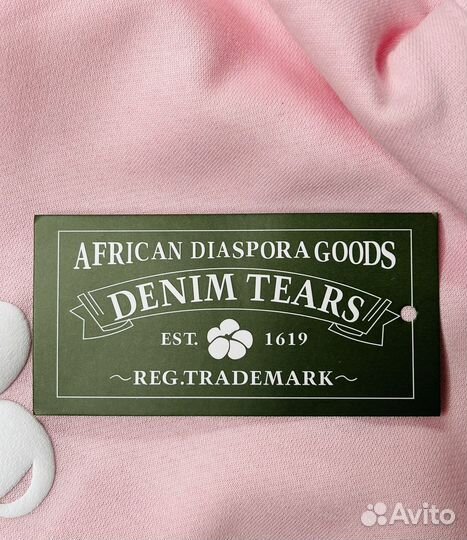 AFRICAN DIASPORA GOODS
DENIM TEARS
EST. 1619
~REG.TRADEMARK~
Avito